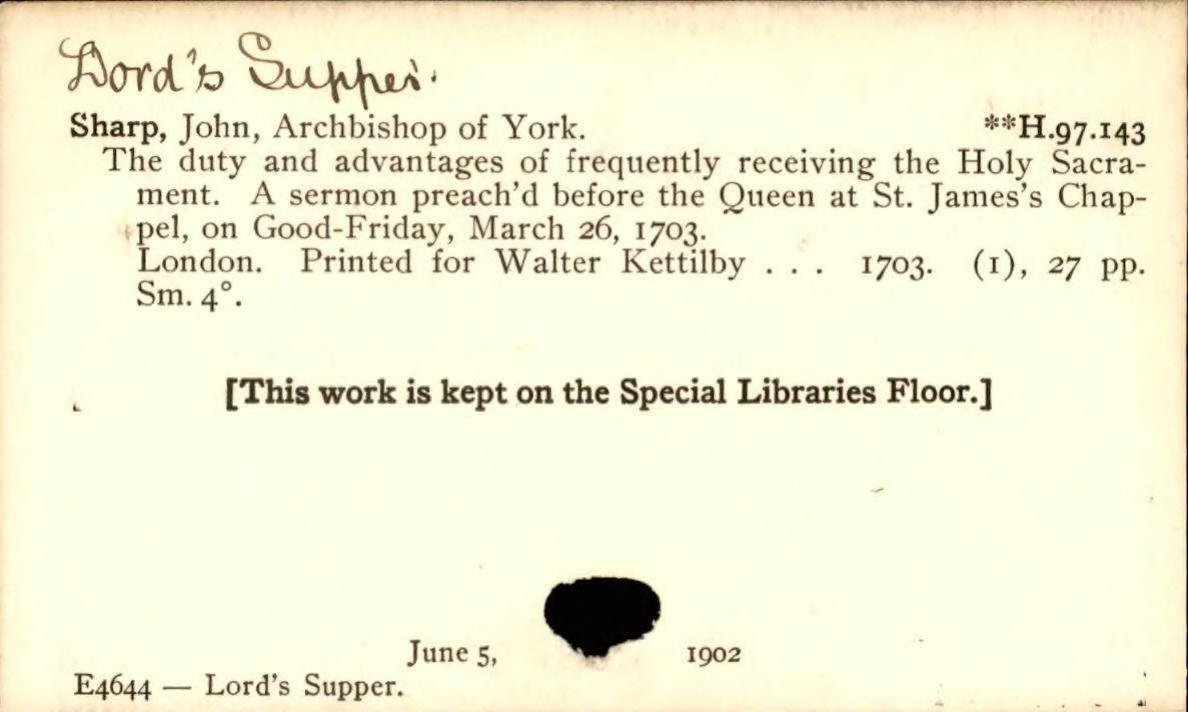 Lord's Supper.
Sharp, John, Archbishop of York. **H.97.143
The duty and advantages of frequently receiving the Holy Sacra-
ment. A sermon preach'd before the Queen at St. James's Chap-
pel, on Good-Friday, March 26, 1703.
London. Printed for Walter Kettilby . . . 1703. (1), 27 pp.
Sm. 4°.
[This work is kept on the Special Libraries Floor.]
June 5, 1902
E4644 — Lord's Supper.